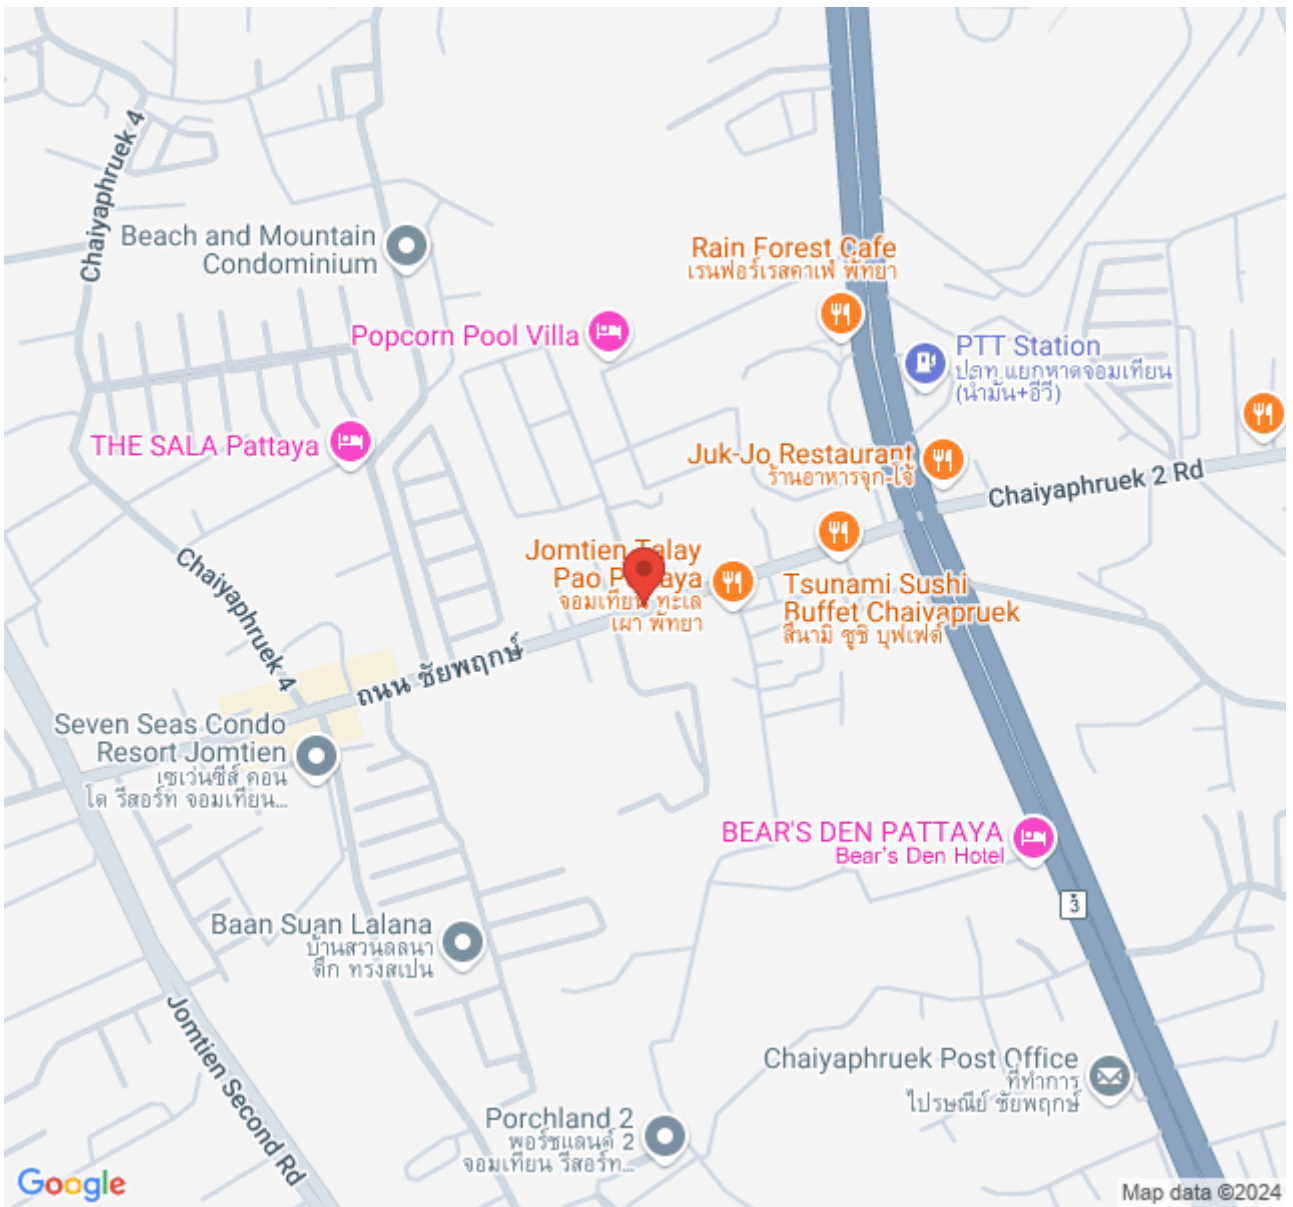 Chaiyaphruek 4
Beach and Mountain
Condominium
Rain Forest Cafe
เรนฟอร์เรสคาเฟ่ พัทยา
Popcorn Pool Villa
PTT Station
ปตท. แยกหาดจอมเทียน
(น้ำมัน+อีวี)
THE SALA Pattaya
Juk-Jo Restaurant
ร้านอาหารจุก-โจ้
Chaiyaphruek 2 Rd
Jomtien Talay
Pao Pattaya
จอมเทียน ทะเล
เผา พัทยา
Tsunami Sushi
Buffet Chaiyapruek
สึนามิ ซูชิ บุฟเฟต์
Chaiyaphruek 4
ถนน ชัยพฤกษ์
Seven Seas Condo
Resort Jomtien
เซเว่นซีส์ คอน
โด รีสอร์ท จอมเทียน...
BEAR'S DEN PATTAYA
Bear's Den Hotel
3
Baan Suan Lalana
บ้านสวนลลนา
ตึก ทรงสเปน
Jomtien Second Rd
Chaiyaphruek Post Office
ที่ทำการ
ไปรษณีย์ ชัยพฤกษ์
Porchland 2
พอร์ชแลนด์ 2
จอมเทียน รีสอร์ท...
Google
Map data ©2024